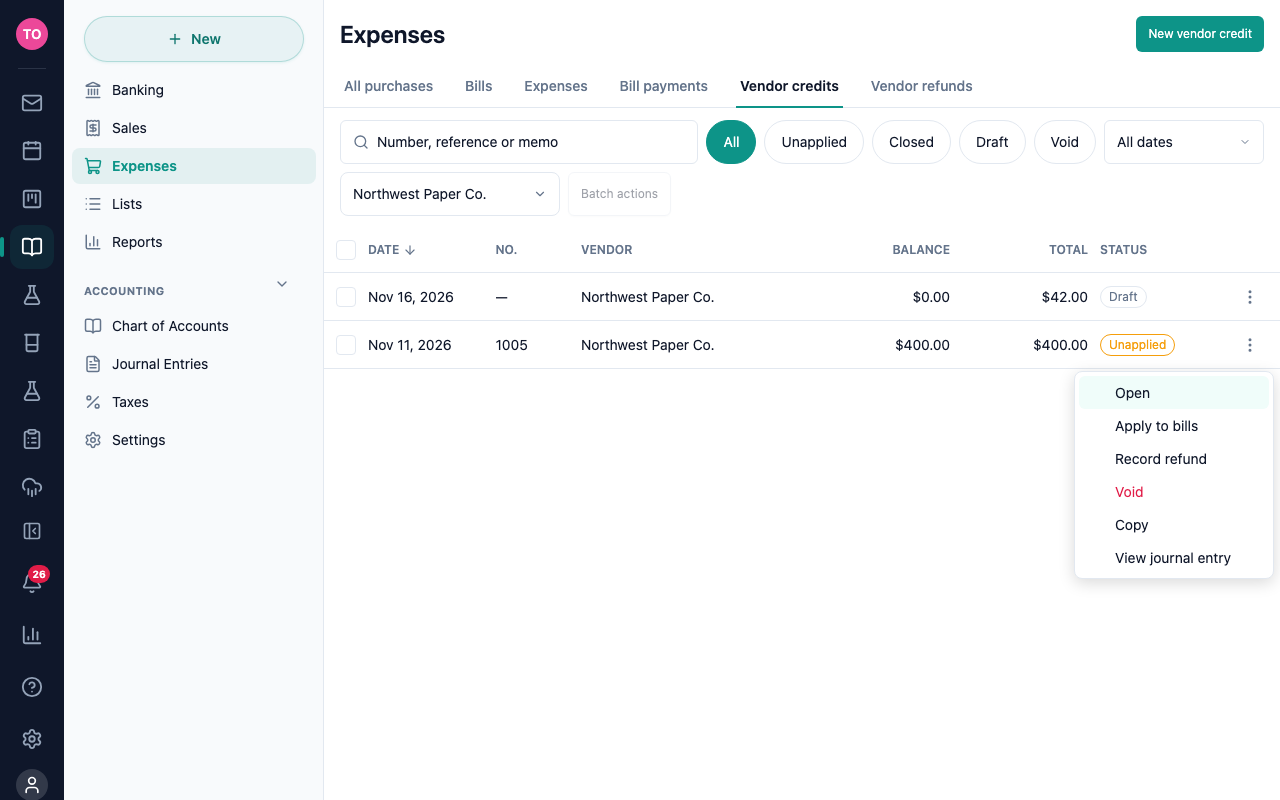 TO
New
Banking
Sales
Expenses
Lists
Reports
ACCOUNTING
Chart of Accounts
Journal Entries
Taxes
Settings
26
Expenses
New vendor credit
All purchases Bills Expenses Bill payments Vendor credits Vendor refunds
Number, reference or memo All Unapplied Closed Draft Void All dates
Northwest Paper Co. Batch actions
DATE NO. VENDOR BALANCE TOTAL STATUS
Nov 16, 2026 — Northwest Paper Co. $0.00 $42.00 Draft
Nov 11, 2026 1005 Northwest Paper Co. $400.00 $400.00 Unapplied
Open
Apply to bills
Record refund
Void
Copy
View journal entry